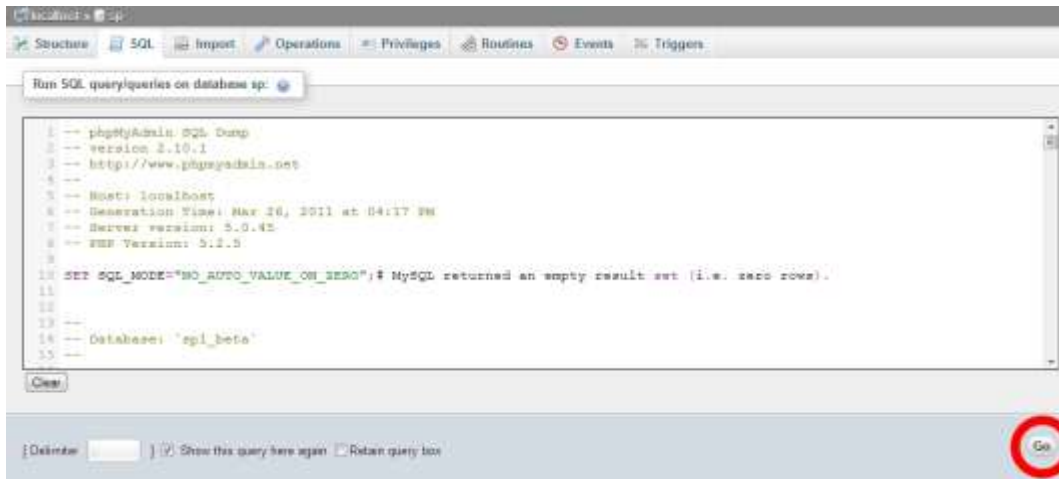 localhost » sp
Structure SQL Import Operations Privileges Routines Events Triggers
Run SQL query/queries on database sp:
1 -- phpMyAdmin SQL Dump
2 -- version 2.10.1
3 -- http://www.phpmyadmin.net
4 --
5 -- Host: localhost
6 -- Generation Time: Mar 26, 2011 at 04:17 PM
7 -- Server version: 5.0.45
8 -- PHP Version: 5.2.5
9
10 SET SQL_MODE="NO_AUTO_VALUE_ON_ZERO";# MySQL returned an empty result set (i.e. zero rows).
11
12
13 --
14 -- Database: `spl_beta`
15 --
Clear
[ Delimiter ] Show this query here again Retain query box
Go